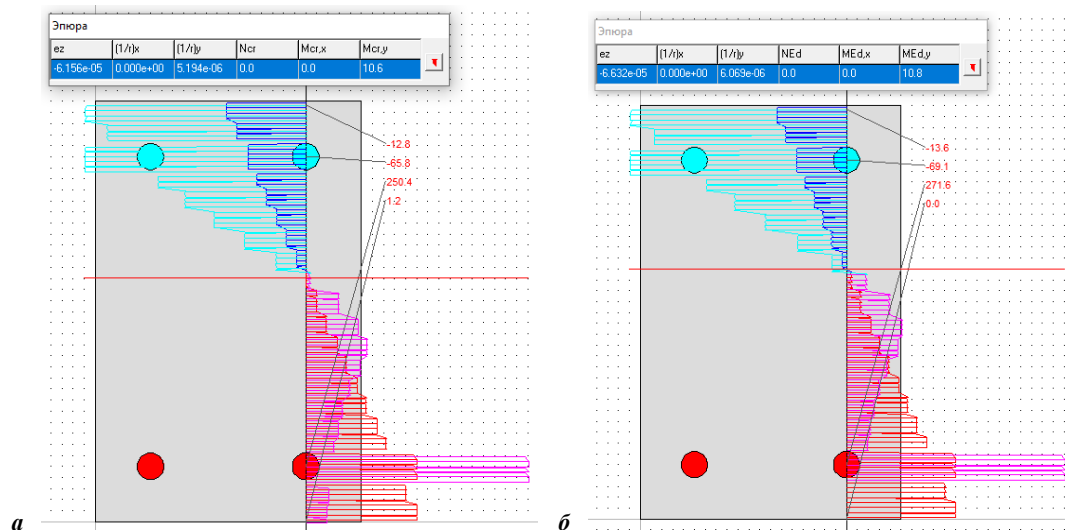 Эпюра
ez (1/r)x (1/r)y Ncr Mcr,x Mcr,y
-6.156e-05 0.000e+00 5.194e-06 0.0 0.0 10.6
-12.8
-65.8
250.4
1.2
а
Эпюра
ez (1/r)x (1/r)y NEd MEd,x MEd,y
-6.632e-05 0.000e+00 6.069e-06 0.0 0.0 10.8
-13.6
-69.1
271.6
0.0
б